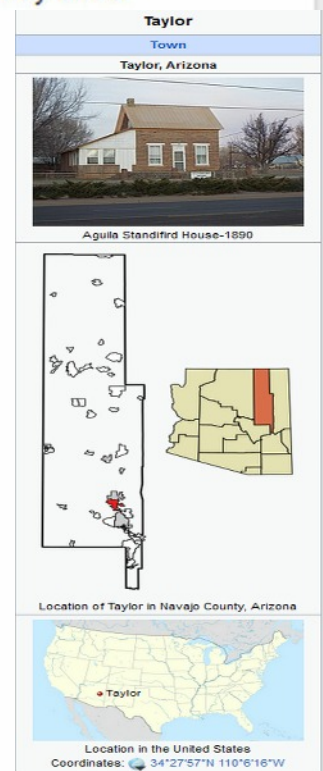 Taylor
Town
Taylor, Arizona
Aguila Standifird House-1890
Location of Taylor in Navajo County, Arizona
Taylor
Location in the United States
Coordinates: 34°27′57″N 110°6′16″W